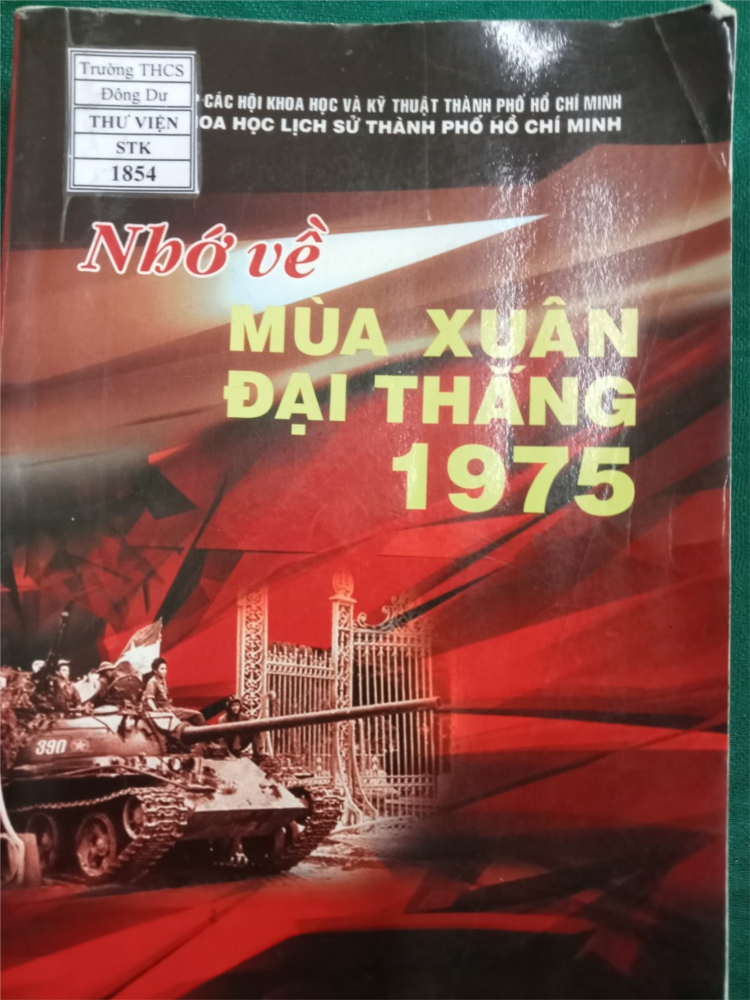 Trường THCS
Đông Dư
THƯ VIỆN
STK
1854
CÁC HỘI KHOA HỌC VÀ KỸ THUẬT THÀNH PHỐ HỒ CHÍ MINH
HỌC LỊCH SỬ THÀNH PHỐ HỒ CHÍ MINH
Nhớ về
MÙA XUÂN
ĐẠI THẮNG
1975
390